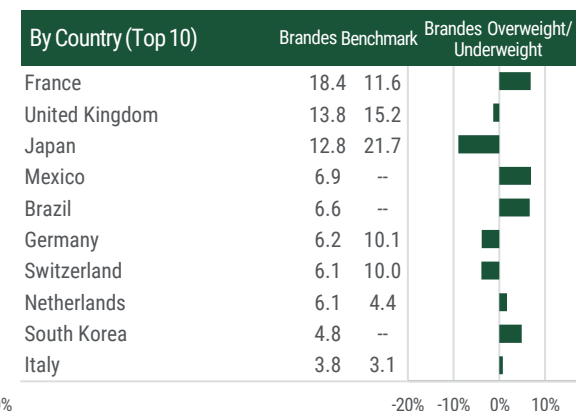 By Country (Top 10) Brandes Benchmark Brandes Overweight/
Underweight
France 18.4 11.6
United Kingdom 13.8 15.2
Japan 12.8 21.7
Mexico 6.9 --
Brazil 6.6 --
Germany 6.2 10.1
Switzerland 6.1 10.0
Netherlands 6.1 4.4
South Korea 4.8 --
Italy 3.8 3.1
-20% -10% 0% 10%